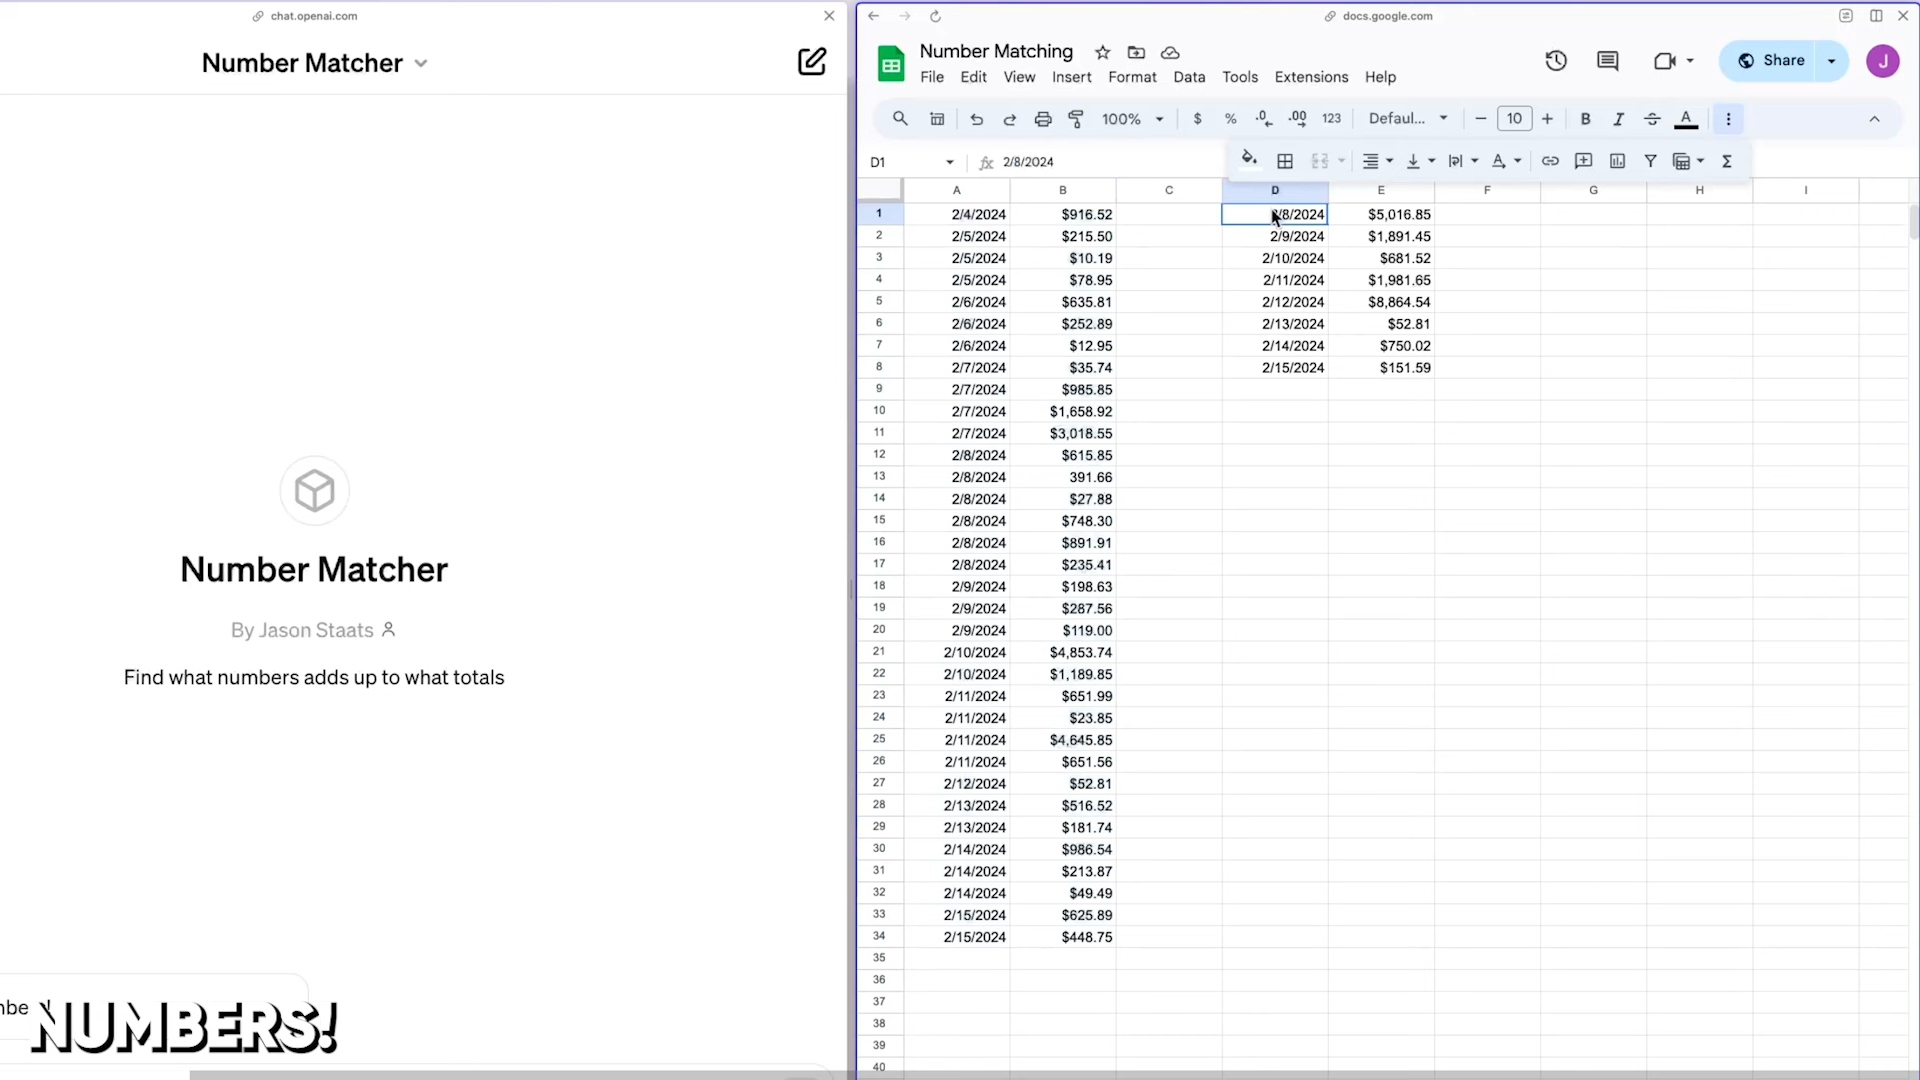 chat.openai.com
Number Matcher
Number Matcher
By Jason Staats
Find what numbers adds up to what totals
NUMBERS!
docs.google.com
Number Matching
File Edit View Insert Format Data Tools Extensions Help
Share
J
100% $ % .0 .00 123 Defaul... 10 B I A
D1 fx 2/8/2024
A B C D E F G H I
1 2/4/2024 $916.52 /8/2024 $5,016.85
2 2/5/2024 $215.50 2/9/2024 $1,891.45
3 2/5/2024 $10.19 2/10/2024 $681.52
4 2/5/2024 $78.95 2/11/2024 $1,981.65
5 2/6/2024 $635.81 2/12/2024 $8,864.54
6 2/6/2024 $252.89 2/13/2024 $52.81
7 2/6/2024 $12.95 2/14/2024 $750.02
8 2/7/2024 $35.74 2/15/2024 $151.59
9 2/7/2024 $985.85
10 2/7/2024 $1,658.92
11 2/7/2024 $3,018.55
12 2/8/2024 $615.85
13 2/8/2024 391.66
14 2/8/2024 $27.88
15 2/8/2024 $748.30
16 2/8/2024 $891.91
17 2/8/2024 $235.41
18 2/9/2024 $198.63
19 2/9/2024 $287.56
20 2/9/2024 $119.00
21 2/10/2024 $4,853.74
22 2/10/2024 $1,189.85
23 2/11/2024 $651.99
24 2/11/2024 $23.85
25 2/11/2024 $4,645.85
26 2/11/2024 $651.56
27 2/12/2024 $52.81
28 2/13/2024 $516.52
29 2/13/2024 $181.74
30 2/14/2024 $986.54
31 2/14/2024 $213.87
32 2/14/2024 $49.49
33 2/15/2024 $625.89
34 2/15/2024 $448.75
35
36
37
38
39
40